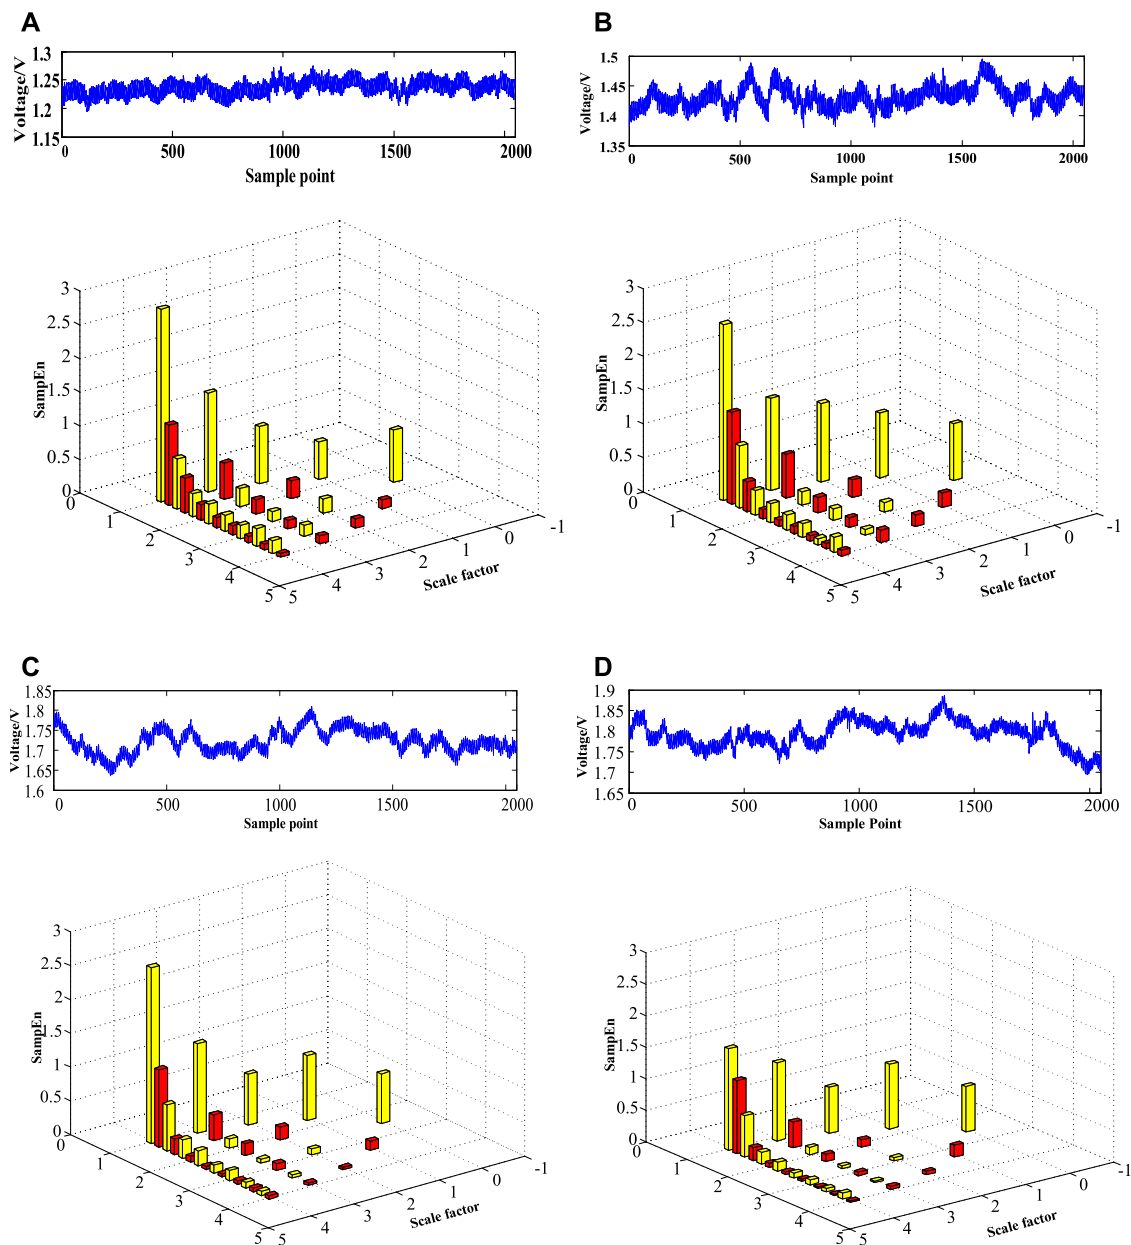 A
1.3
1.25
1.2
1.15
Voltage/V
0 500 1000 1500 2000
Sample point
B
1.5
1.45
1.4
1.35
Voltage/V
0 500 1000 1500 2000
Sample point
3
2.5
2
1.5
1
0.5
0
SampEn
0 1 2 3 4 5
5 4 3 2 1 0 -1
Scale factor
3
2.5
2
1.5
1
0.5
0
SampEn
0 1 2 3 4 5
5 4 3 2 1 0 -1
Scale factor
C
1.85
1.75
1.7
1.65
1.6
Voltage/V
0 500 1000 1500 2000
Sample point
D
1.9
1.85
1.8
1.75
1.7
1.65
Voltage/V
0 500 1000 1500 2000
Sample Point
3
2.5
2
1.5
1
0.5
0
SampEn
0 1 2 3 4 5
5 4 3 2 1 0 -1
Scale factor
3
2.5
2
1.5
1
0.5
0
SampEn
0 1 2 3 4 5
5 4 3 2 1 0 -1
Scale factor